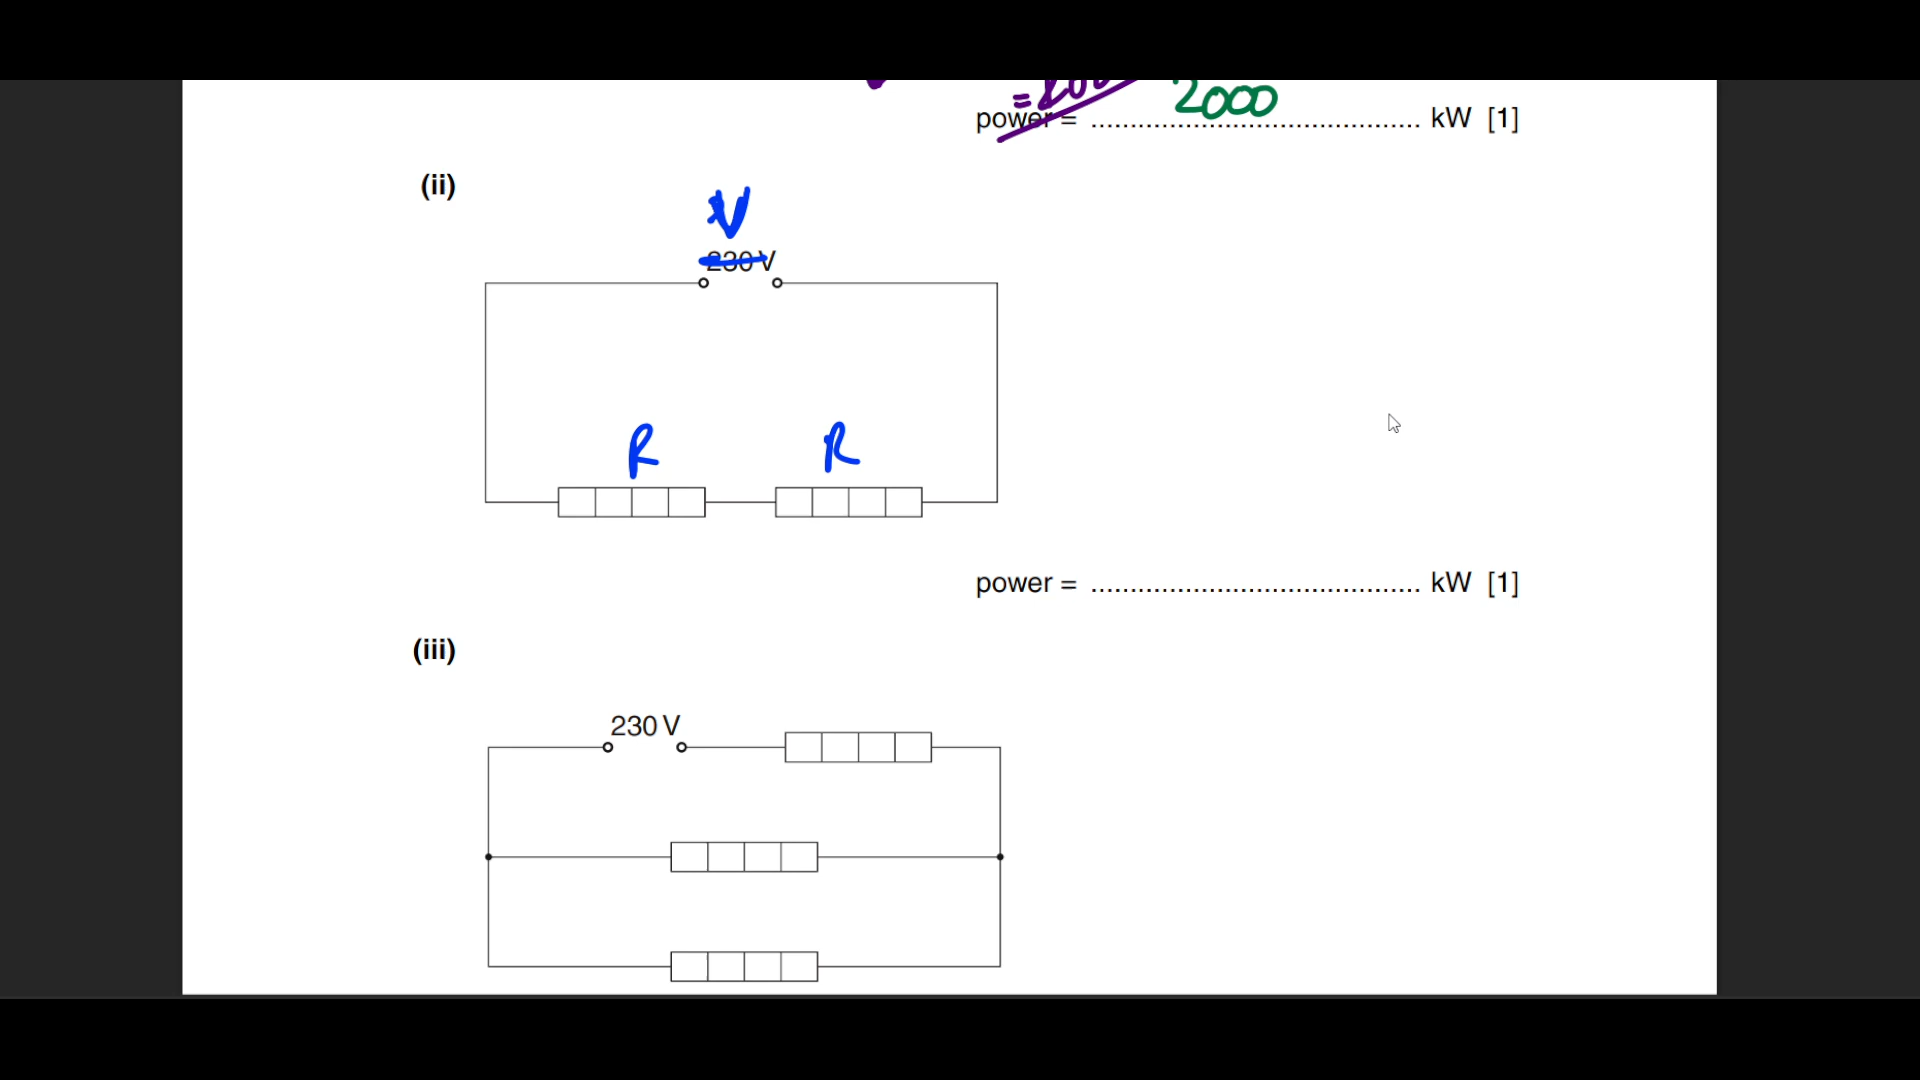 2000
power = ........................................ kW [1]
(ii)
V
230 V
R R
power = ........................................ kW [1]
(iii)
230 V